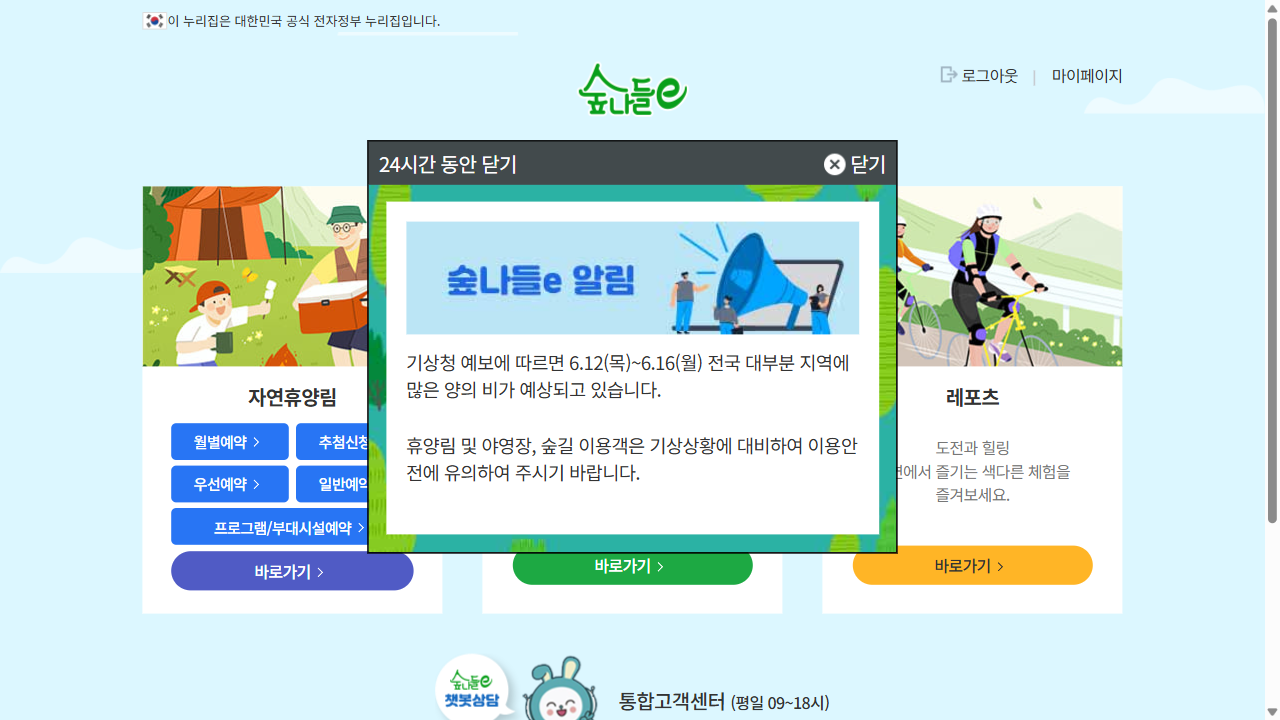 이 누리집은 대한민국 공식 전자정부 누리집입니다.
숲나들e
로그아웃 | 마이페이지
24시간 동안 닫기
닫기
숲나들e 알림
기상청 예보에 따르면 6.12(목)~6.16(월) 전국 대부분 지역에
많은 양의 비가 예상되고 있습니다.
휴양림 및 야영장, 숲길 이용객은 기상상황에 대비하여 이용안
전에 유의하여 주시기 바랍니다.
자연휴양림
월별예약
추첨신청
우선예약
일반예약
프로그램/부대시설예약
바로가기
바로가기
레포츠
도전과 힐링
에서 즐기는 색다른 체험을
즐겨보세요.
바로가기
숲나들e
챗봇상담
통합고객센터 (평일 09~18시)